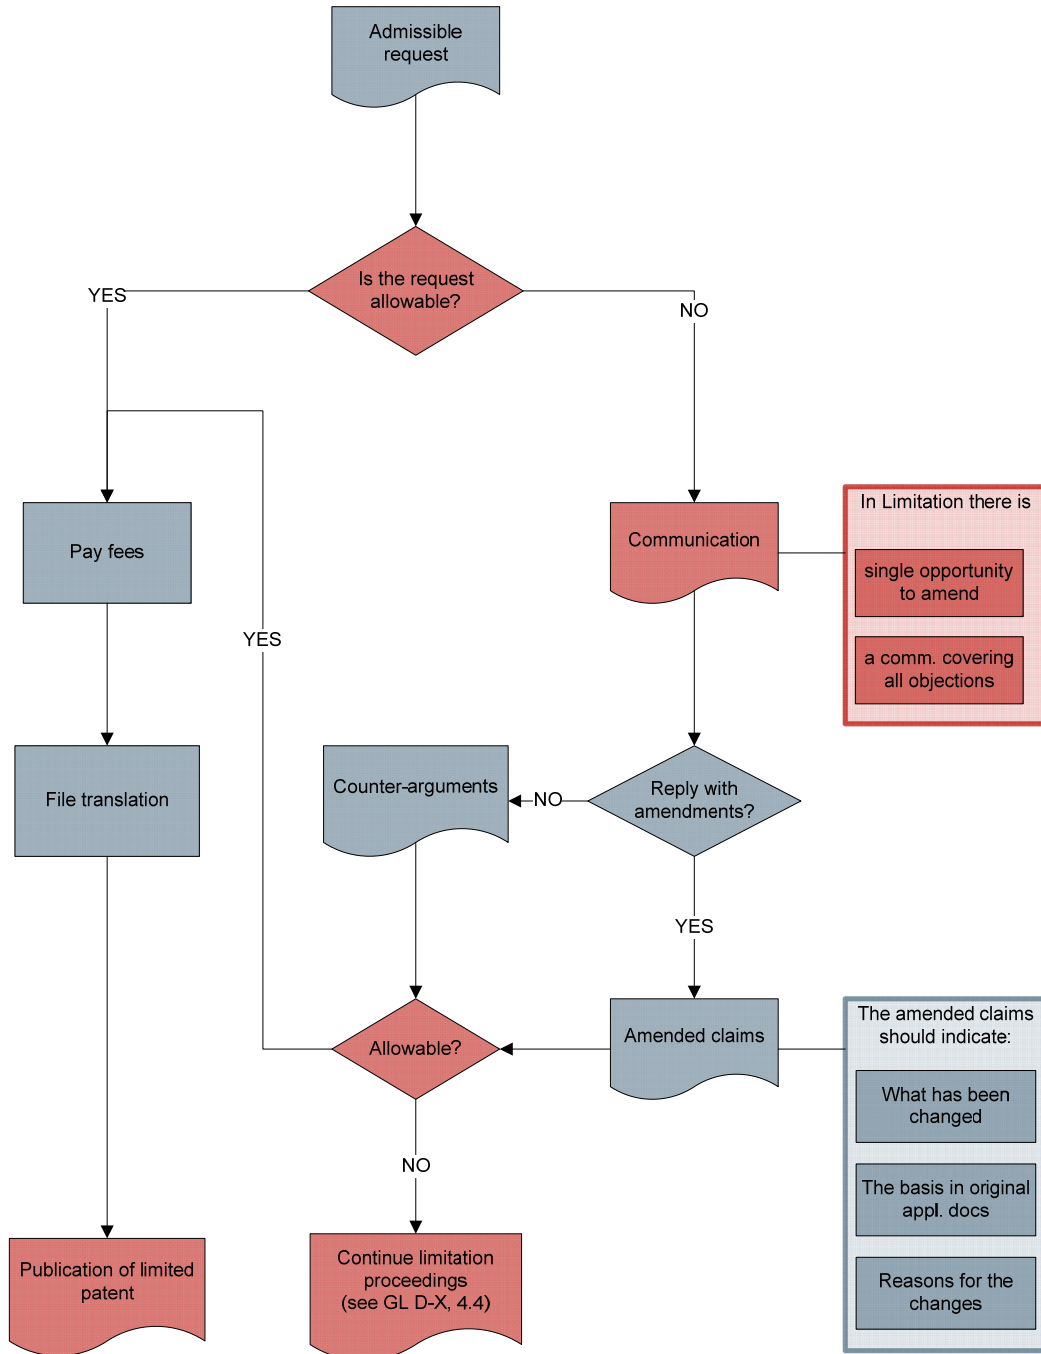 Admissible
request
Is the request
allowable?
YES
NO
Pay fees
Communication
In Limitation there is
single opportunity
to amend
a comm. covering
all objections
YES
File translation
Counter-arguments
NO
Reply with
amendments?
YES
Allowable?
Amended claims
The amended claims
should indicate:
What has been
changed
The basis in original
appl. docs
Reasons for the
changes
NO
Publication of limited
patent
Continue limitation
proceedings
(see GL D-X, 4.4)